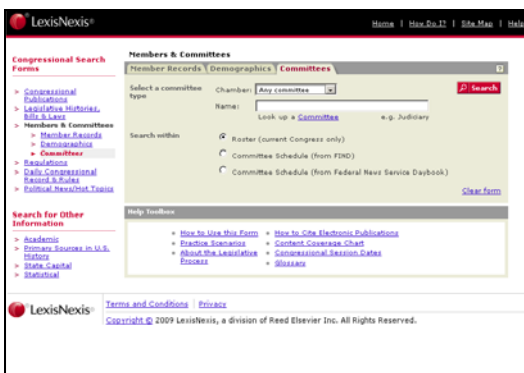 LexisNexis®
Home | How Do I? | Site Map | Help
Congressional Search Forms
> Congressional Publications
> Legislative Histories, Bills & Laws
> Members & Committees
> Member Records
> Demographics
> Committees
> Regulations
> Daily Congressional Record & Rules
> Political News/Hot Topics
Search for Other Information
> Academic
> Primary Sources in U.S. History
> State Capital
> Statistical
Members & Committees
Member Records Demographics Committees ?
Select a committee type
Chamber: Any committee
Search
Name:
Look up a Committee e.g. Judiciary
Search within
Roster (current Congress only)
Committee Schedule (from FIND)
Committee Schedule (from Federal News Service Daybook)
Clear form
Help Toolbox
How to Use this Form
Practice Scenarios
About the Legislative Process
How to Cite Electronic Publications
Content Coverage Chart
Congressional Session Dates
Glossary
LexisNexis®
Terms and Conditions | Privacy
Copyright © 2009 LexisNexis, a division of Reed Elsevier Inc. All Rights Reserved.